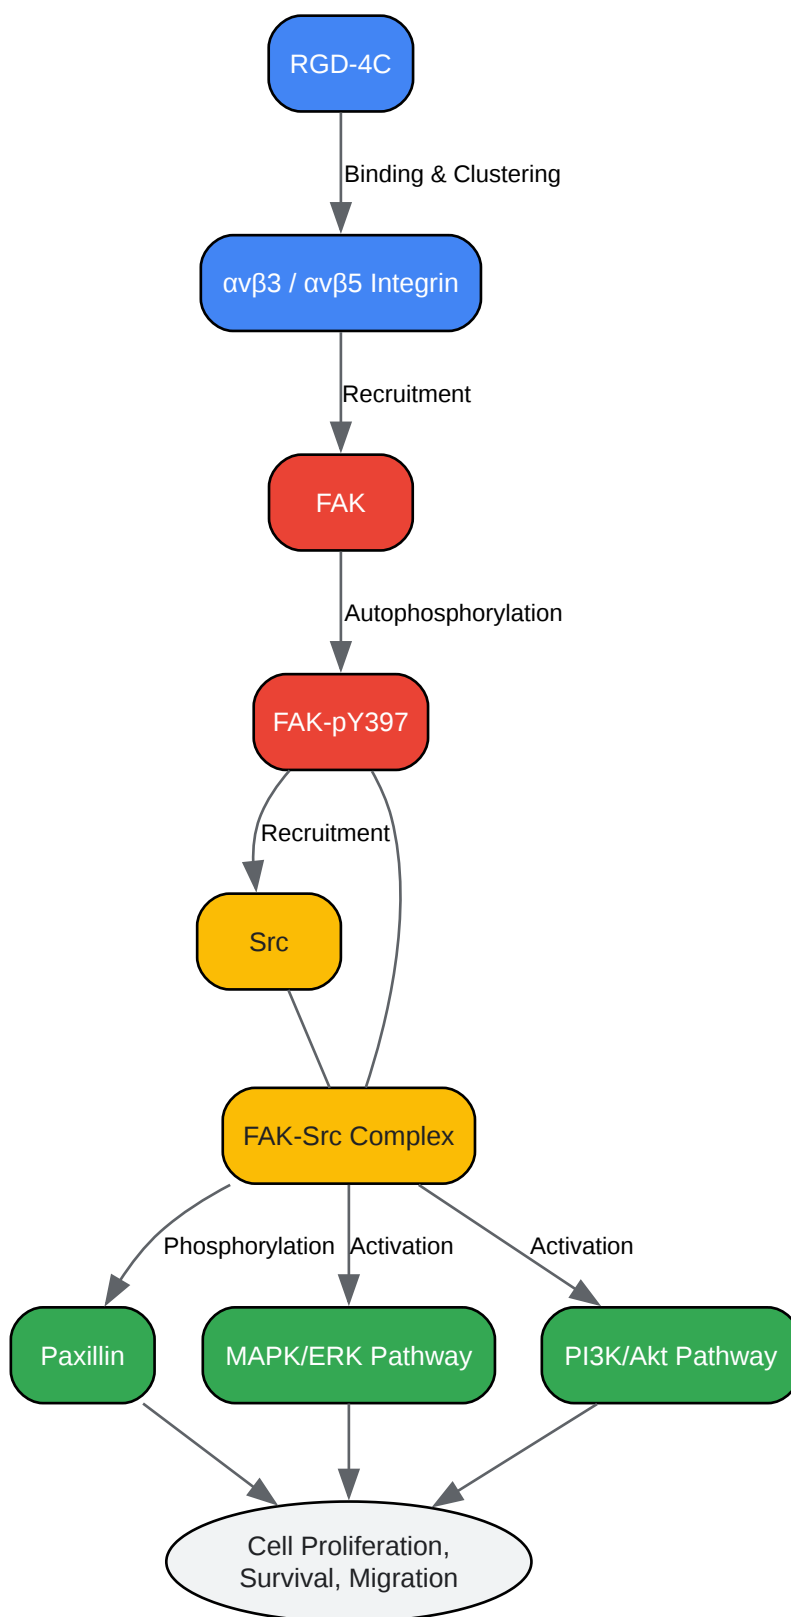 RGD-4C
Binding & Clustering
αvβ3 / αvβ5 Integrin
Recruitment
FAK
Autophosphorylation
FAK-pY397
Recruitment
Src
FAK-Src Complex
Phosphorylation
Activation
Activation
Paxillin
MAPK/ERK Pathway
PI3K/Akt Pathway
Cell Proliferation,
Survival, Migration